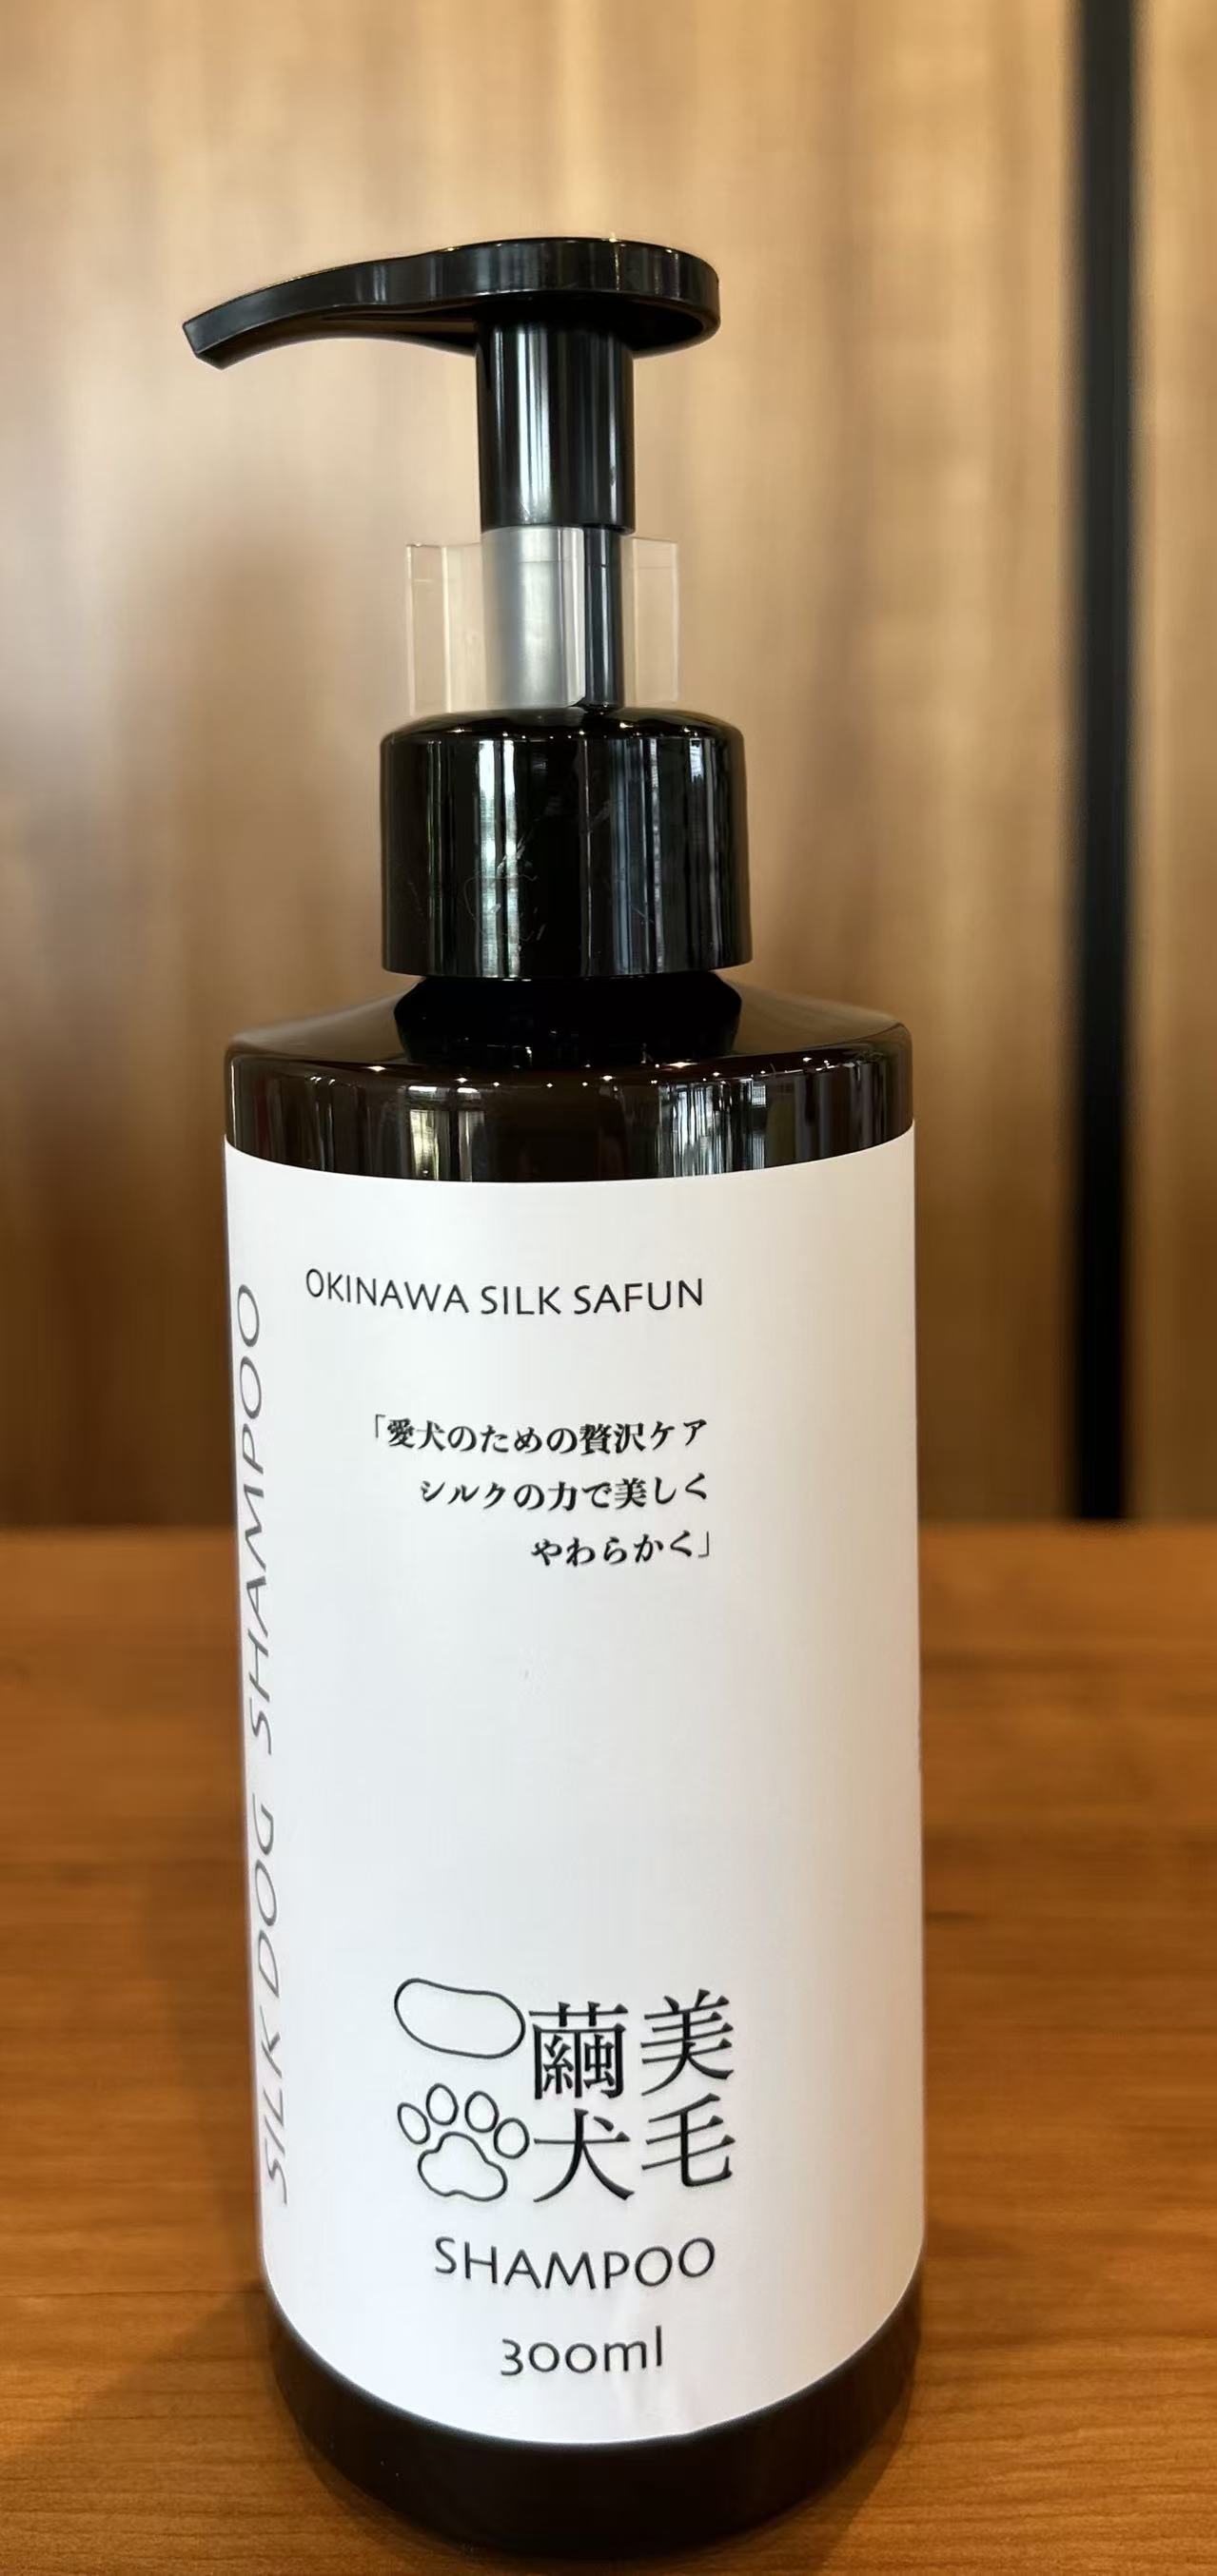 OKINAWA SILK SAFUN
「愛犬のための贅沢ケア
シルクの力で美しく
やわらかく」
SILK DOG SHAMPOO
美毛
繭犬
SHAMPOO
300ml